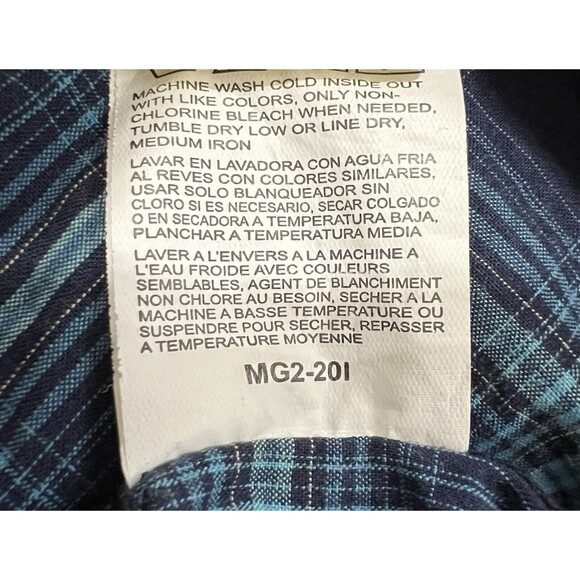 MACHINE WASH COLD INSIDE OUT
WITH LIKE COLORS, ONLY NON-
CHLORINE BLEACH WHEN NEEDED,
TUMBLE DRY LOW OR LINE DRY,
MEDIUM IRON
LAVAR EN LAVADORA CON AGUA FRIA
AL REVES CON COLORES SIMILARES,
USAR SOLO BLANQUEADOR SIN
CLORO SI ES NECESARIO, SECAR COLGADO
O EN SECADORA A TEMPERATURA BAJA,
PLANCHAR A TEMPERATURA MEDIA
LAVER A L'ENVERS A LA MACHINE A
L'EAU FROIDE AVEC COULEURS
SEMBLABLES, AGENT DE BLANCHIMENT
NON CHLORE AU BESOIN, SECHER A LA
MACHINE A BASSE TEMPERATURE OU
SUSPENDRE POUR SECHER, REPASSER
A TEMPERATURE MOYENNE
MG2-20I